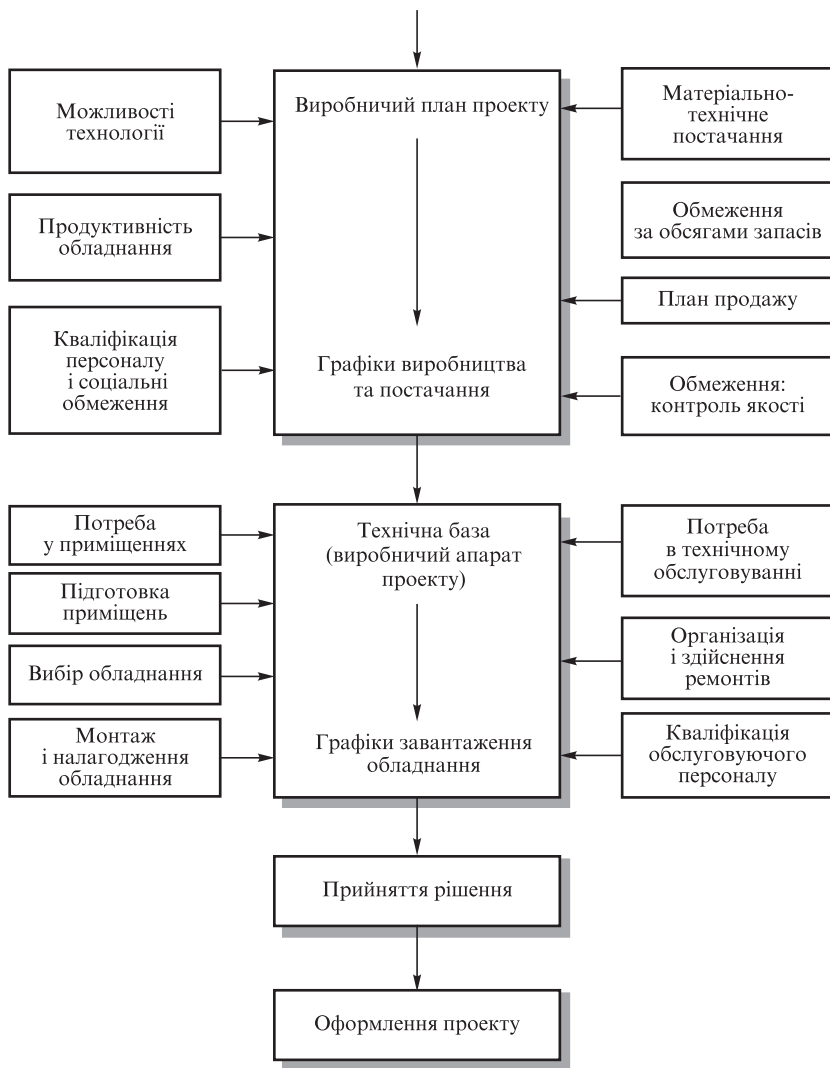 Можливості
технології
Виробничий план проекту
Матеріально-
технічне
постачання
Продуктивність
обладнання
Обмеження
за обсягами запасів
План продажу
Кваліфікація
персоналу
і соціальні
обмеження
Графіки виробництва
та постачання
Обмеження:
контроль якості
Потреба
у приміщеннях
Технічна база
(виробничий апарат
проекту)
Потреба
в технічному
обслуговуванні
Підготовка
приміщень
Вибір обладнання
Організація
і здійснення
ремонтів
Монтаж
і налагодження
обладнання
Графіки завантаження
обладнання
Кваліфікація
обслуговуючого
персоналу
Прийняття рішення
Оформлення проекту